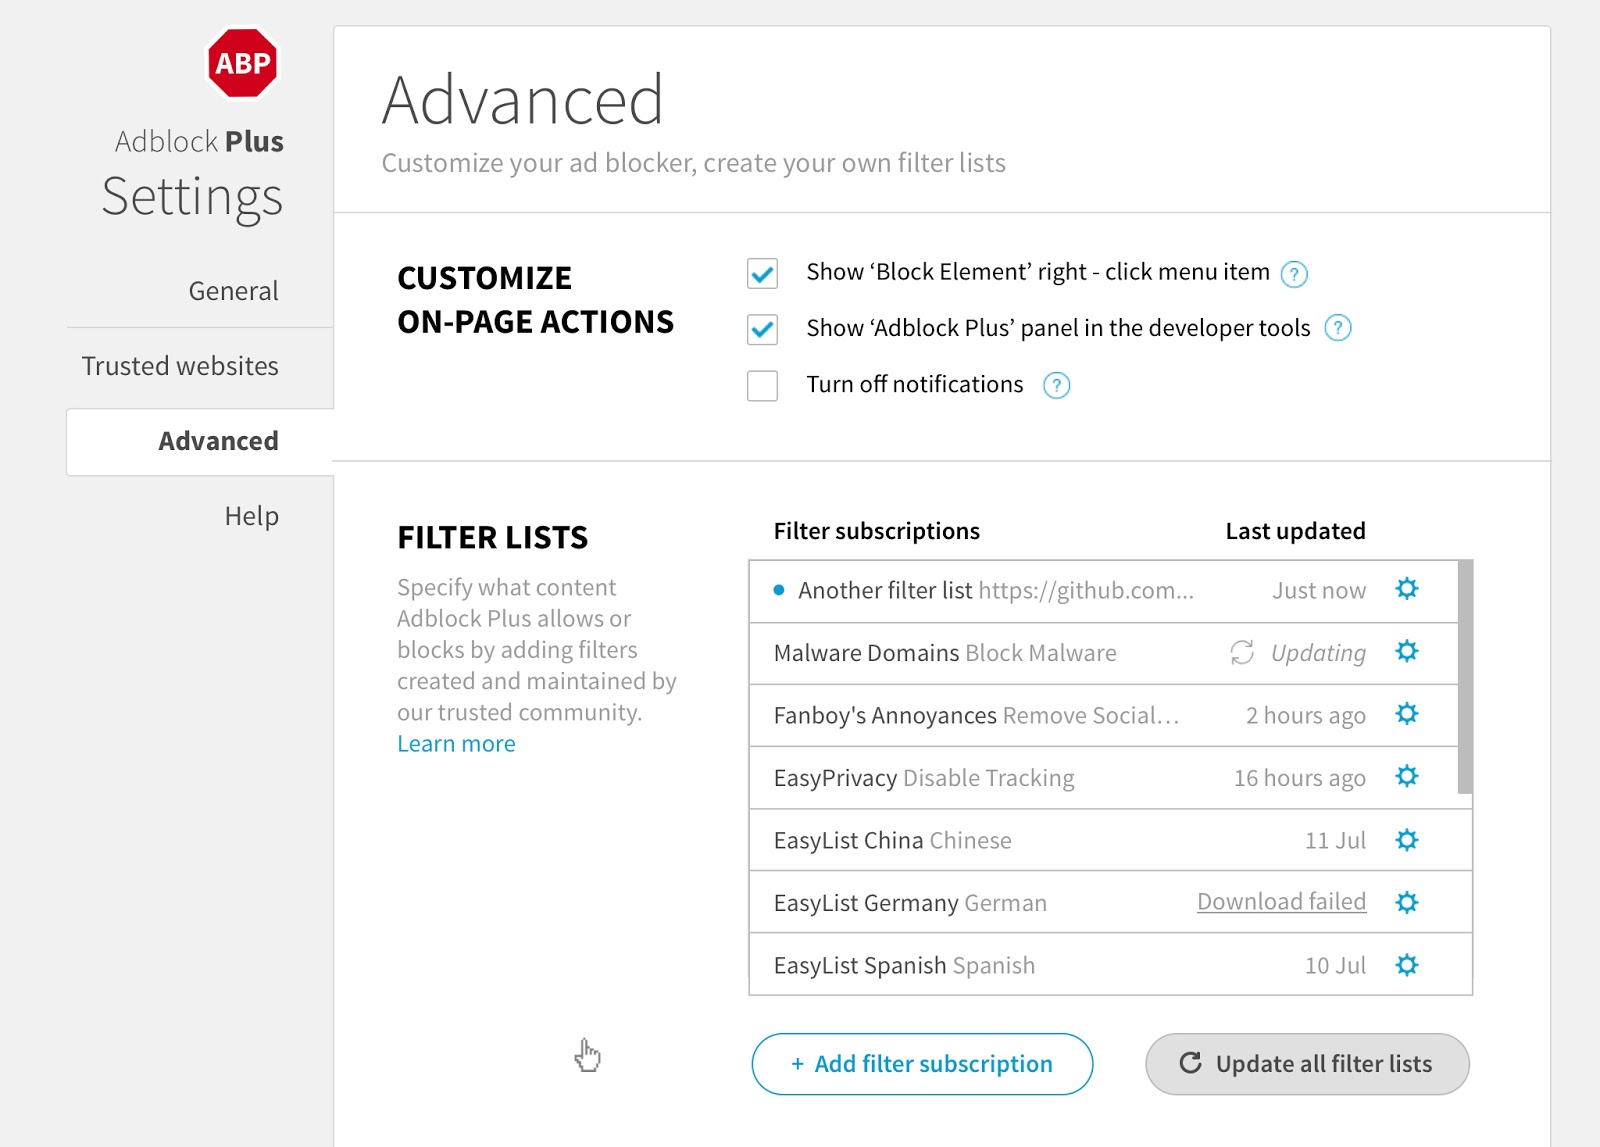 ABP
Adblock Plus
Settings
General
Trusted websites
Advanced
Help
Advanced
Customize your ad blocker, create your own filter lists
CUSTOMIZE
ON-PAGE ACTIONS
Show ‘Block Element’ right - click menu item ?
Show ‘Adblock Plus’ panel in the developer tools ?
Turn off notifications ?
FILTER LISTS
Specify what content
Adblock Plus allows or
blocks by adding filters
created and maintained by
our trusted community.
Learn more
Filter subscriptions Last updated
Another filter list https://github.com... Just now
Malware Domains Block Malware Updating
Fanboy's Annoyances Remove Social... 2 hours ago
EasyPrivacy Disable Tracking 16 hours ago
EasyList China Chinese 11 Jul
EasyList Germany German Download failed
EasyList Spanish Spanish 10 Jul
+ Add filter subscription
Update all filter lists